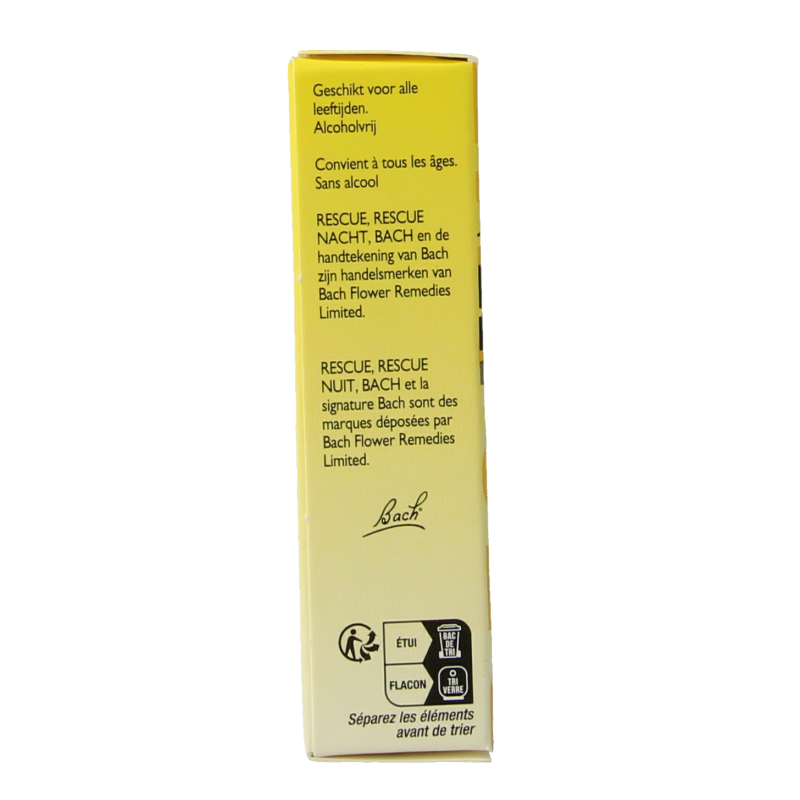 Geschikt voor alle
leeftijden.
Alcoholvrij
Convient à tous les âges.
Sans alcool
RESCUE, RESCUE
NACHT, BACH en de
handtekening van Bach
zijn handelsmerken van
Bach Flower Remedies
Limited.
RESCUE, RESCUE
NUIT, BACH et la
signature Bach sont des
marques déposées par
Bach Flower Remedies
Limited.
Bach
ÉTUI
BAC
DE
TRI
FLACON
TRI
VERRE
Séparez les éléments
avant de trier